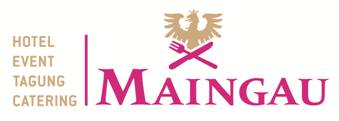 HOTEL
EVENT
TAGUNG
CATERING
MAINGAU